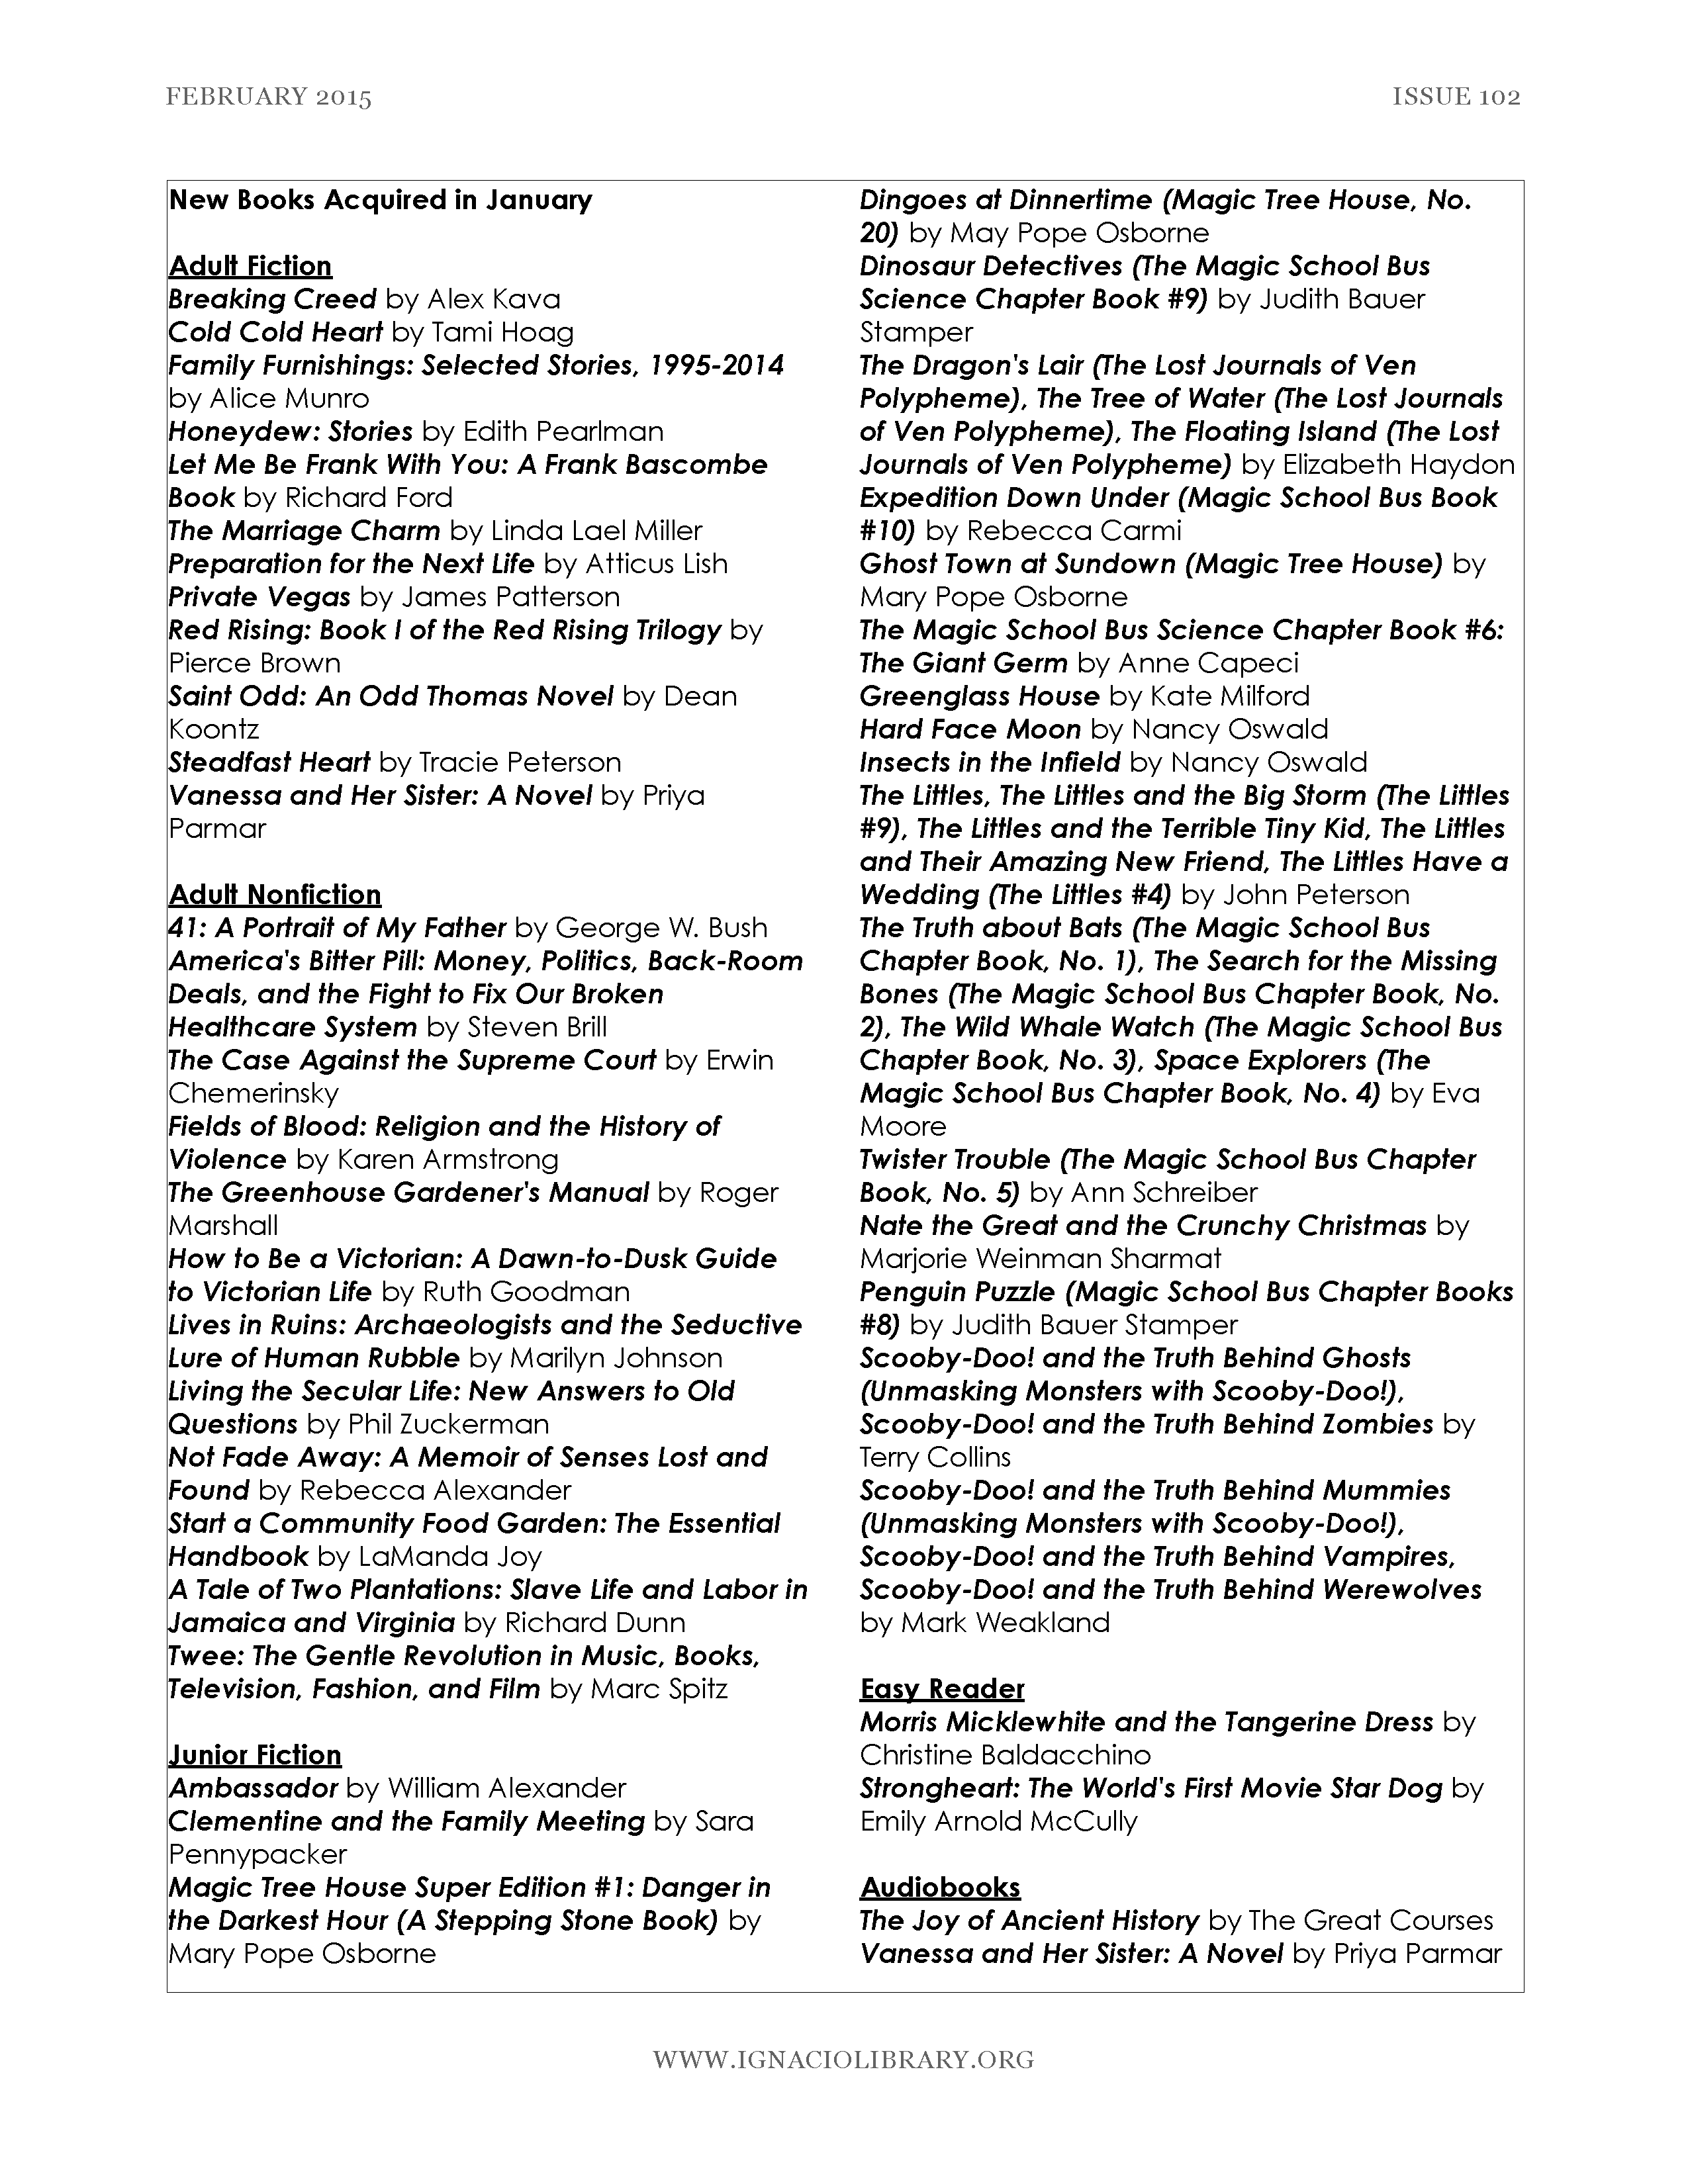 FEBRUARY 2015
ISSUE 102
New Books Acquired in January
Adult Fiction
Breaking Creed by Alex Kava
Cold Cold Heart by Tami Hoag
Family Furnishings: Selected Stories, 1995-2014
by Alice Munro
Honeydew: Stories by Edith Pearlman
Let Me Be Frank With You: A Frank Bascombe
Book by Richard Ford
The Marriage Charm by Linda Lael Miller
Preparation for the Next Life by Atticus Lish
Private Vegas by James Patterson
Red Rising: Book I of the Red Rising Trilogy by
Pierce Brown
Saint Odd: An Odd Thomas Novel by Dean
Koontz
Steadfast Heart by Tracie Peterson
Vanessa and Her Sister: A Novel by Priya
Parmar
Adult Nonfiction
41: A Portrait of My Father by George W. Bush
America's Bitter Pill: Money, Politics, Back-Room
Deals, and the Fight to Fix Our Broken
Healthcare System by Steven Brill
The Case Against the Supreme Court by Erwin
Chemerinsky
Fields of Blood: Religion and the History of
Violence by Karen Armstrong
The Greenhouse Gardener's Manual by Roger
Marshall
How to Be a Victorian: A Dawn-to-Dusk Guide
to Victorian Life by Ruth Goodman
Lives in Ruins: Archaeologists and the Seductive
Lure of Human Rubble by Marilyn Johnson
Living the Secular Life: New Answers to Old
Questions by Phil Zuckerman
Not Fade Away: A Memoir of Senses Lost and
Found by Rebecca Alexander
Start a Community Food Garden: The Essential
Handbook by LaManda Joy
A Tale of Two Plantations: Slave Life and Labor in
Jamaica and Virginia by Richard Dunn
Twee: The Gentle Revolution in Music, Books,
Television, Fashion, and Film by Marc Spitz
Junior Fiction
Ambassador by William Alexander
Clementine and the Family Meeting by Sara
Pennypacker
Magic Tree House Super Edition #1: Danger in
the Darkest Hour (A Stepping Stone Book) by
Mary Pope Osborne
Dingoes at Dinnertime (Magic Tree House, No.
20) by May Pope Osborne
Dinosaur Detectives (The Magic School Bus
Science Chapter Book #9) by Judith Bauer
Stamper
The Dragon's Lair (The Lost Journals of Ven
Polypheme), The Tree of Water (The Lost Journals
of Ven Polypheme), The Floating Island (The Lost
Journals of Ven Polypheme) by Elizabeth Haydon
Expedition Down Under (Magic School Bus Book
#10) by Rebecca Carmi
Ghost Town at Sundown (Magic Tree House) by
Mary Pope Osborne
The Magic School Bus Science Chapter Book #6:
The Giant Germ by Anne Capeci
Greenglass House by Kate Milford
Hard Face Moon by Nancy Oswald
Insects in the Infield by Nancy Oswald
The Littles, The Littles and the Big Storm (The Littles
#9), The Littles and the Terrible Tiny Kid, The Littles
and Their Amazing New Friend, The Littles Have a
Wedding (The Littles #4) by John Peterson
The Truth about Bats (The Magic School Bus
Chapter Book, No. 1), The Search for the Missing
Bones (The Magic School Bus Chapter Book, No.
2), The Wild Whale Watch (The Magic School Bus
Chapter Book, No. 3), Space Explorers (The
Magic School Bus Chapter Book, No. 4) by Eva
Moore
Twister Trouble (The Magic School Bus Chapter
Book, No. 5) by Ann Schreiber
Nate the Great and the Crunchy Christmas by
Marjorie Weinman Sharmat
Penguin Puzzle (Magic School Bus Chapter Books
#8) by Judith Bauer Stamper
Scooby-Doo! and the Truth Behind Ghosts
(Unmasking Monsters with Scooby-Doo!),
Scooby-Doo! and the Truth Behind Zombies by
Terry Collins
Scooby-Doo! and the Truth Behind Mummies
(Unmasking Monsters with Scooby-Doo!),
Scooby-Doo! and the Truth Behind Vampires,
Scooby-Doo! and the Truth Behind Werewolves
by Mark Weakland
Easy Reader
Morris Micklewhite and the Tangerine Dress by
Christine Baldacchino
Strongheart: The World's First Movie Star Dog by
Emily Arnold McCully
Audiobooks
The Joy of Ancient History by The Great Courses
Vanessa and Her Sister: A Novel by Priya Parmar
WWW.IGNACIOLIBRARY.ORG